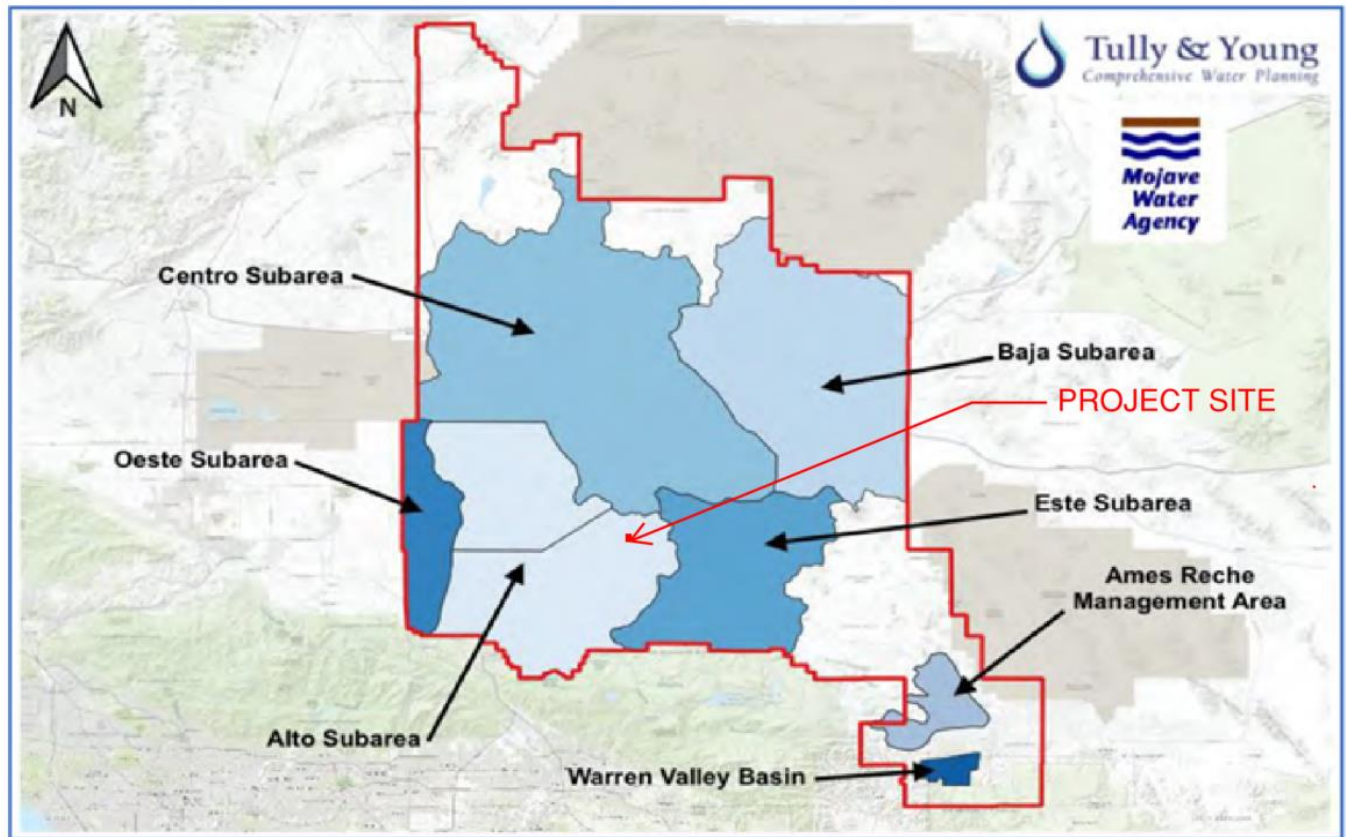 N
Tully & Young
Comprehensive Water Planning
Mojave
Water
Agency
Centro Subarea
Baja Subarea
PROJECT SITE
Oeste Subarea
Este Subarea
Ames Reche
Management Area
Alto Subarea
Warren Valley Basin